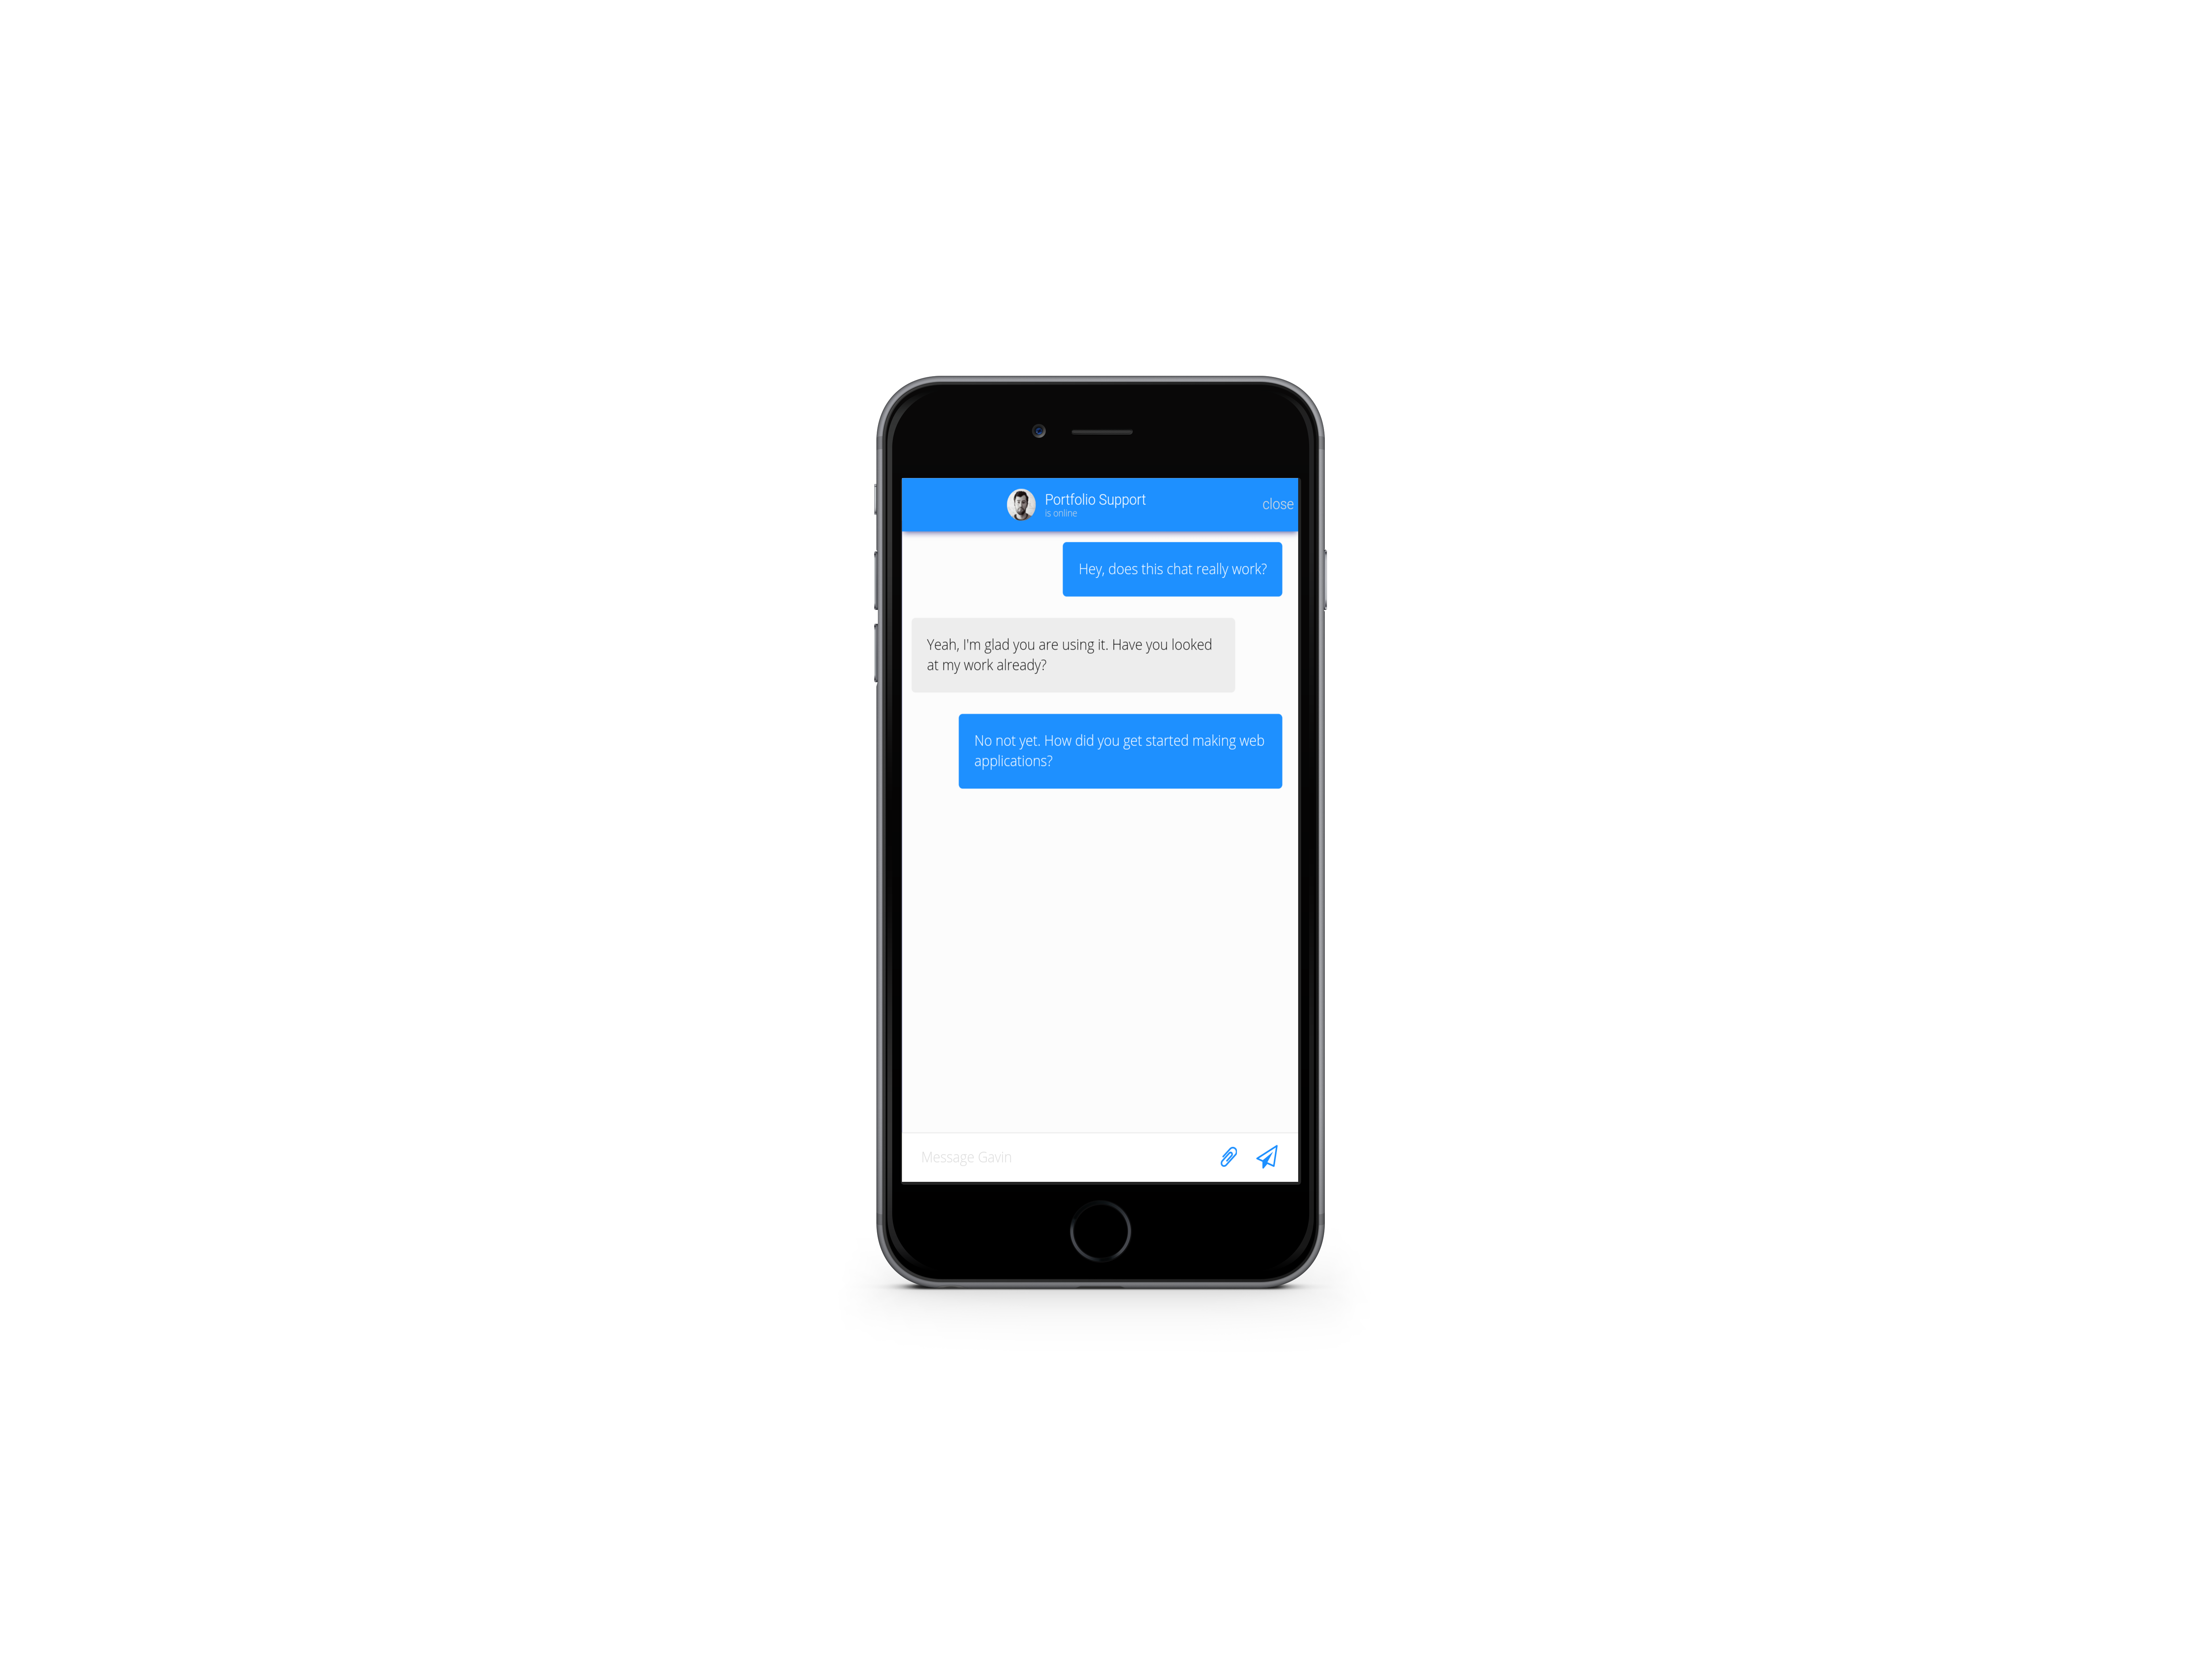 Portfolio Support
is online
close
Hey, does this chat really work?
Yeah, I'm glad you are using it. Have you looked
at my work already?
No not yet. How did you get started making web
applications?
Message Gavin